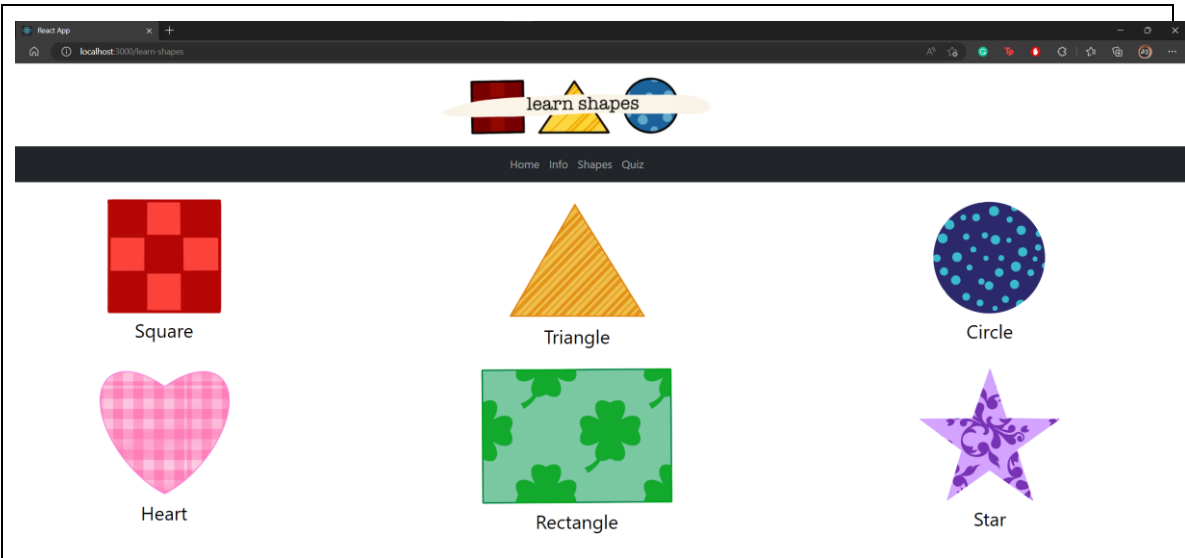 React App
localhost:3000/learn-shapes
learn shapes
Home Info Shapes Quiz
Square
Triangle
Circle
Heart
Rectangle
Star